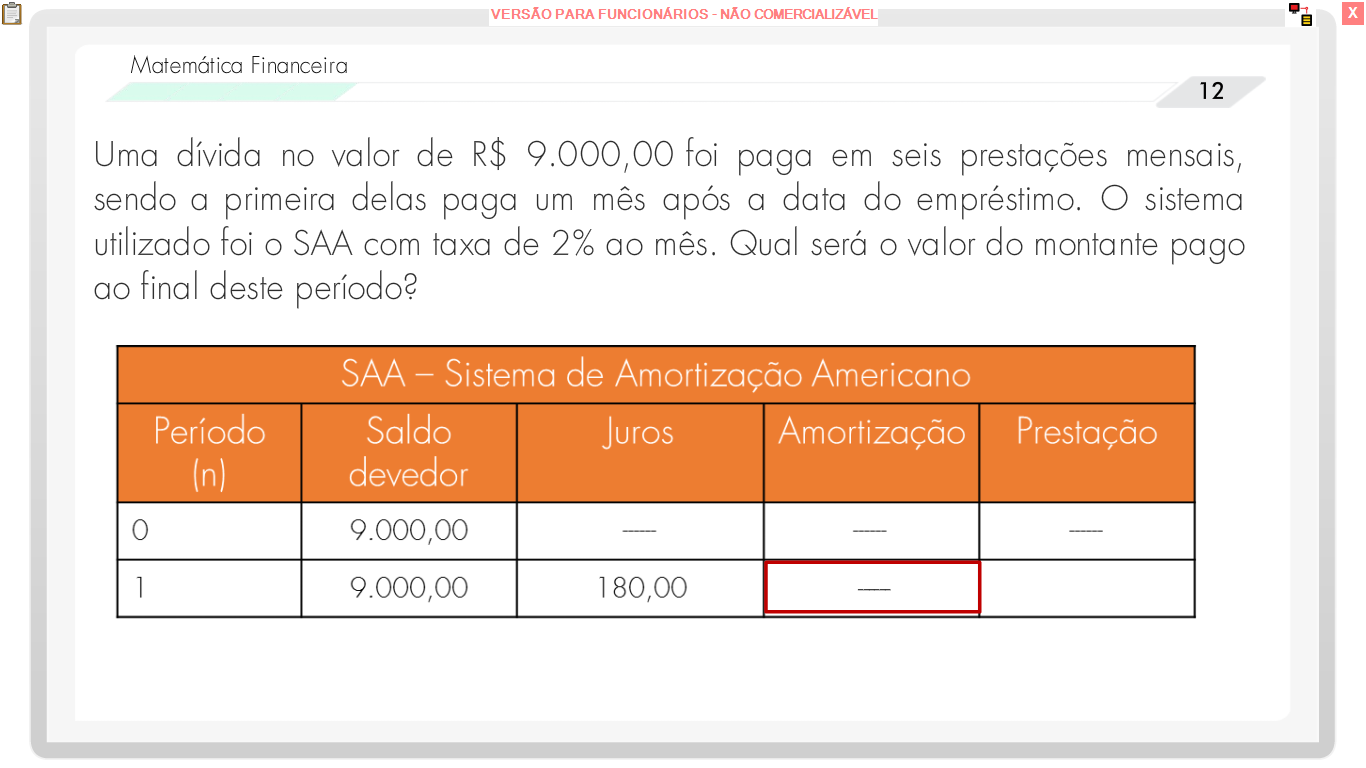 VERSÃO PARA FUNCIONÁRIOS - NÃO COMERCIALIZÁVEL
X
Matemática Financeira
12
Uma dívida no valor de R$ 9.000,00 foi paga em seis prestações mensais,
sendo a primeira delas paga um mês após a data do empréstimo. O sistema
utilizado foi o SAA com taxa de 2% ao mês. Qual será o valor do montante pago
ao final deste período?
SAA – Sistema de Amortização Americano
Período (n) Saldo devedor Juros Amortização Prestação
0 9.000,00 ------ ------ ------
1 9.000,00 180,00 ------